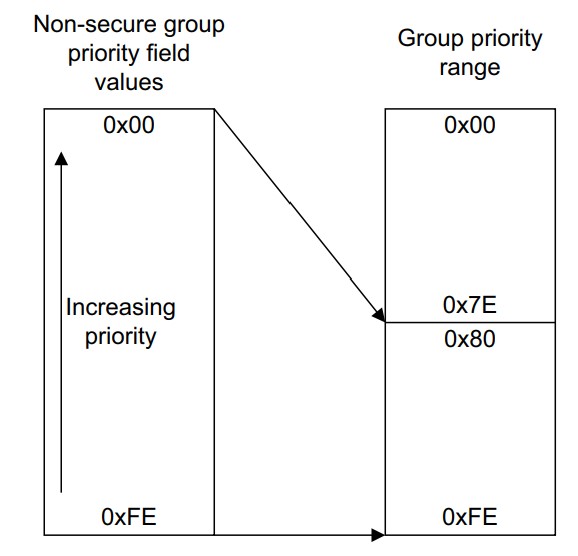 Non-secure group
priority field
values
Group priority
range
0x00
0x00
Increasing
priority
0x7E
0x80
0xFE
0xFE